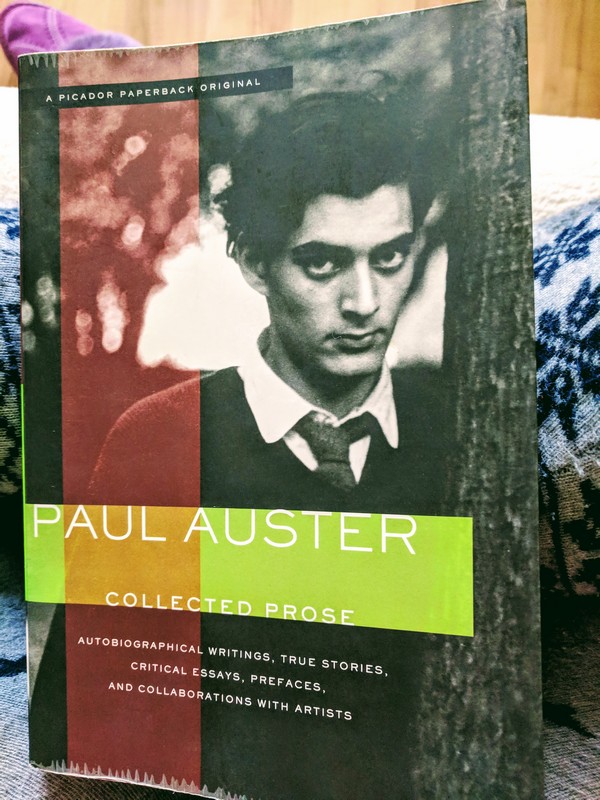 A PICADOR PAPERBACK ORIGINAL
PAUL AUSTER
COLLECTED PROSE
AUTOBIOGRAPHICAL WRITINGS, TRUE STORIES,
CRITICAL ESSAYS, PREFACES,
AND COLLABORATIONS WITH ARTISTS